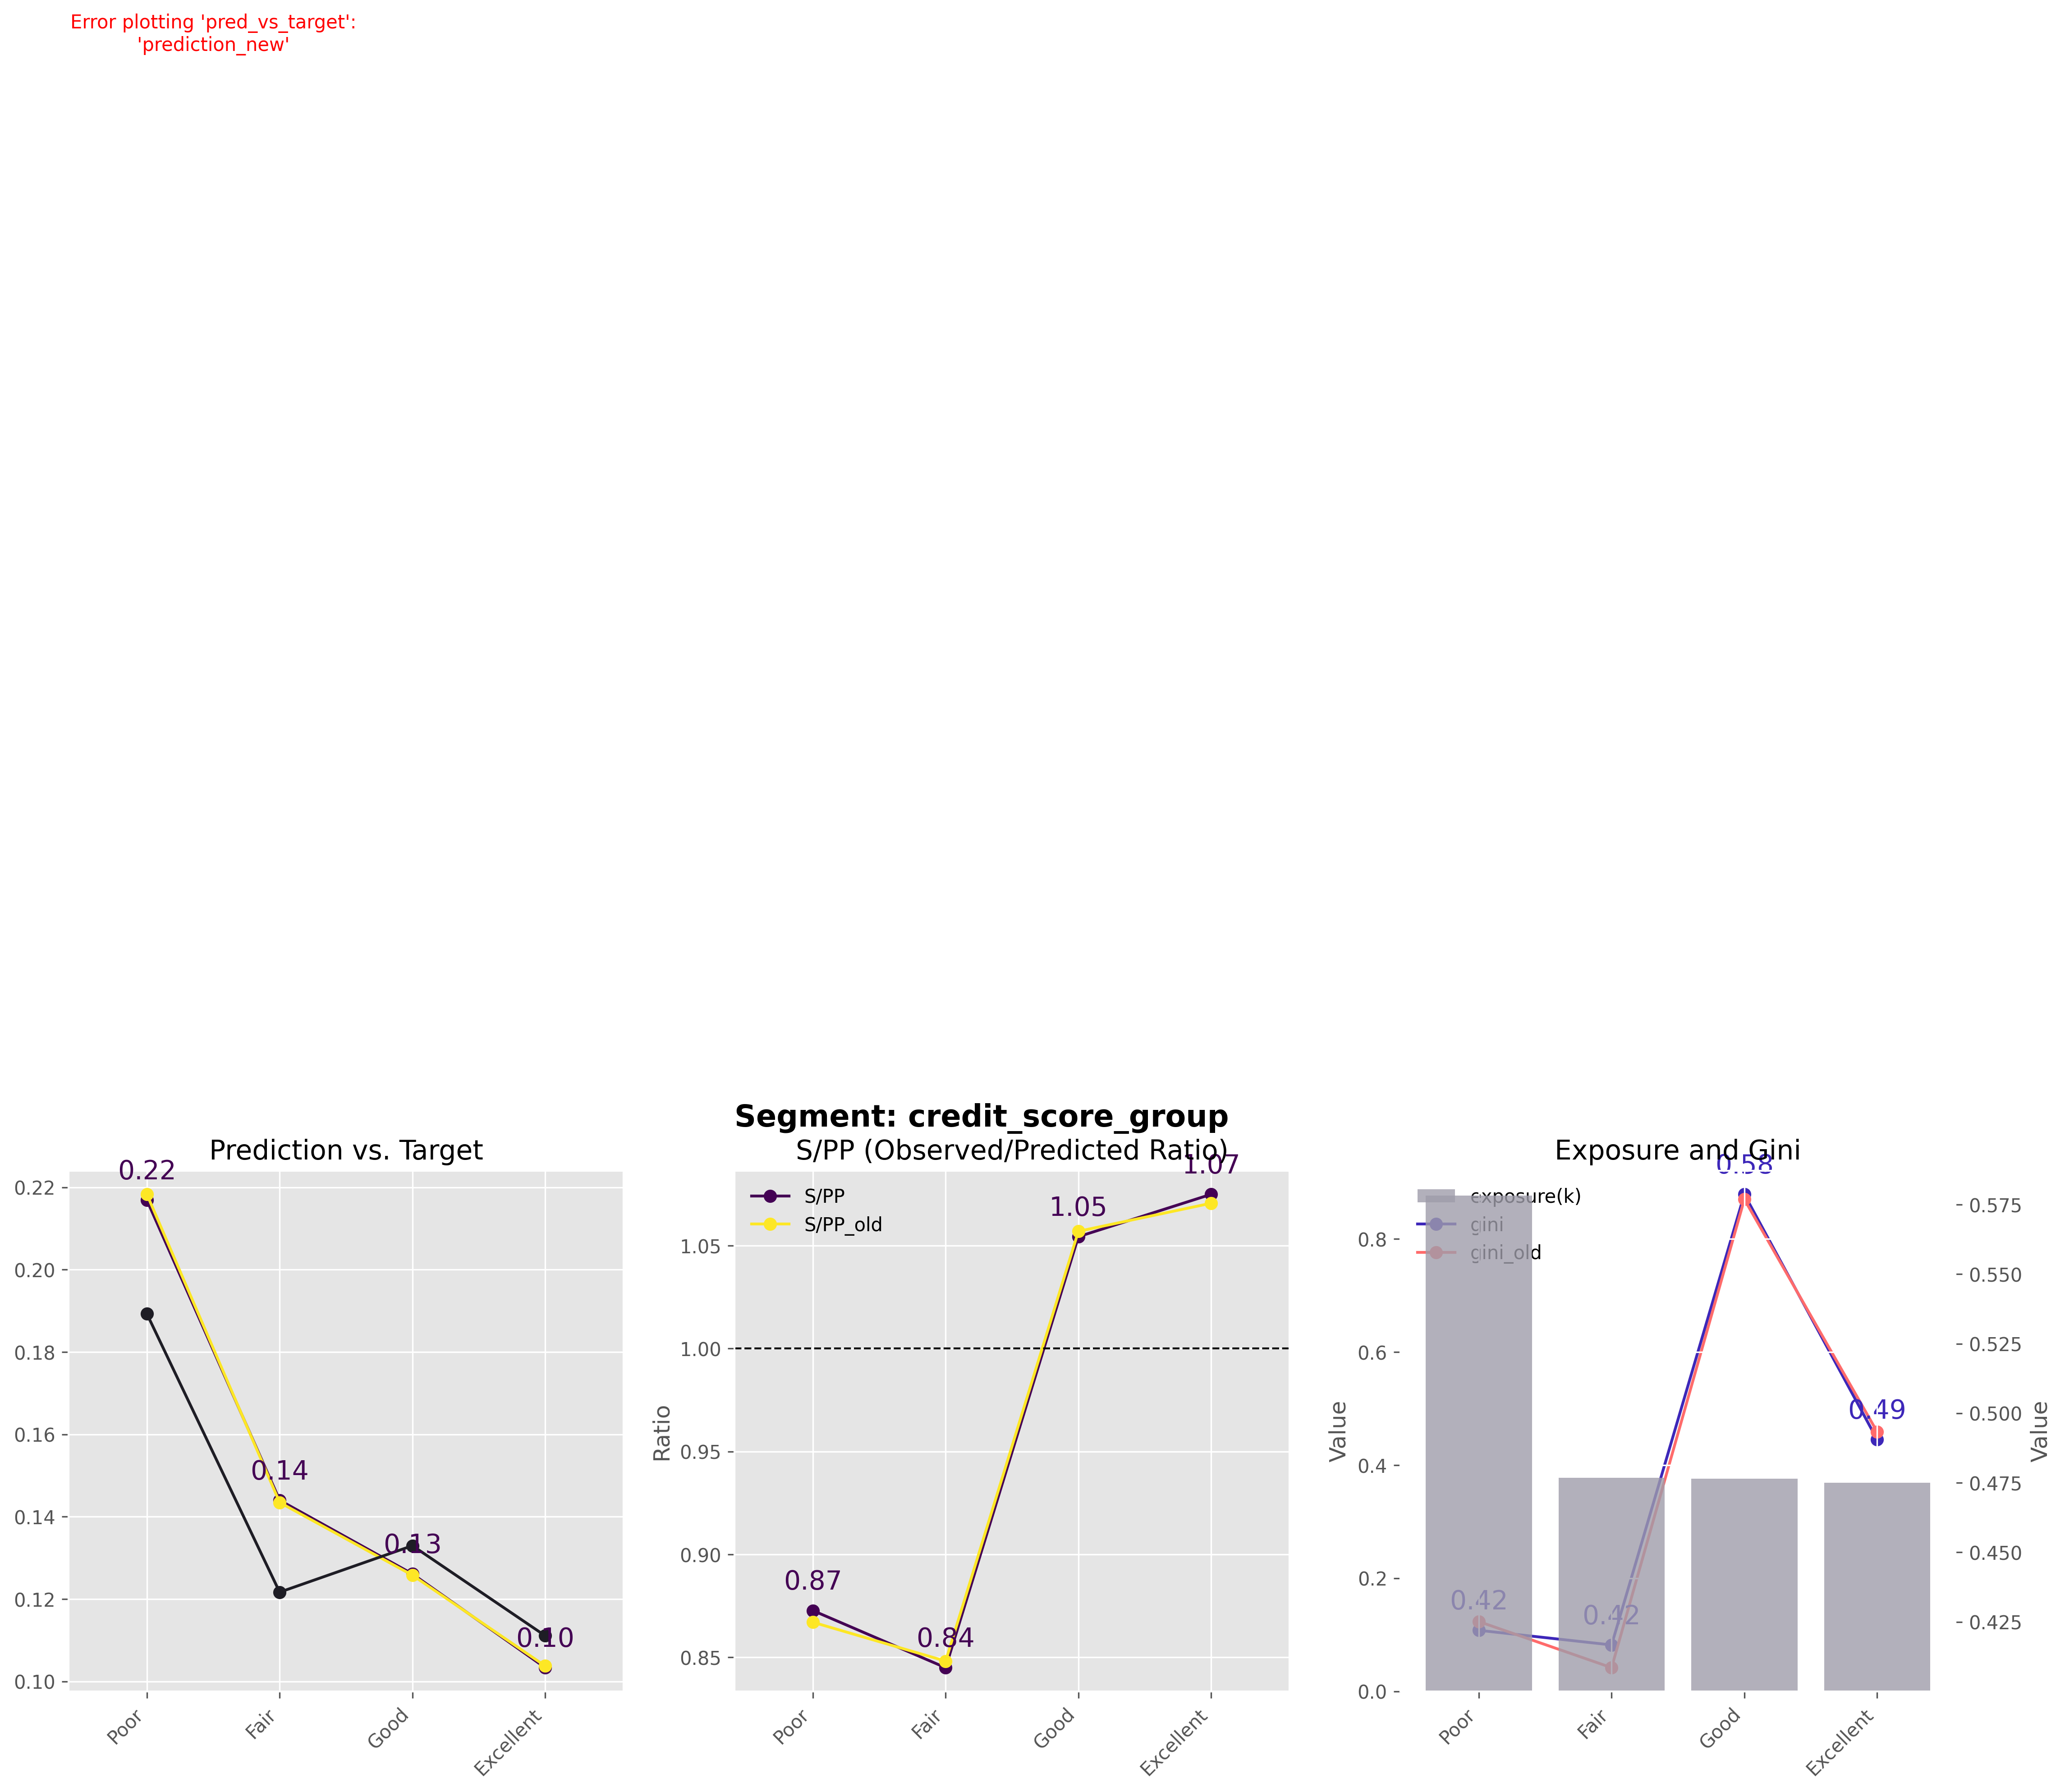 Error plotting 'pred_vs_target':
'prediction_new'
Segment: credit_score_group
Prediction vs. Target
0.22
0.20
0.18
0.16
0.14
0.12
0.10
0.22
0.14
0.13
0.10
Poor
Fair
Good
Excellent
S/PP (Observed/Predicted Ratio)
S/PP
S/PP_old
Ratio
1.05
1.00
0.95
0.90
0.85
0.87
0.84
1.05
1.07
Poor
Fair
Good
Excellent
Exposure and Gini
exposure(k)
gini
gini_old
Value
0.8
0.6
0.4
0.2
0.0
0.42
0.42
0.58
0.49
Poor
Fair
Good
Excellent
0.575
0.550
0.525
0.500
0.475
0.450
0.425
Value